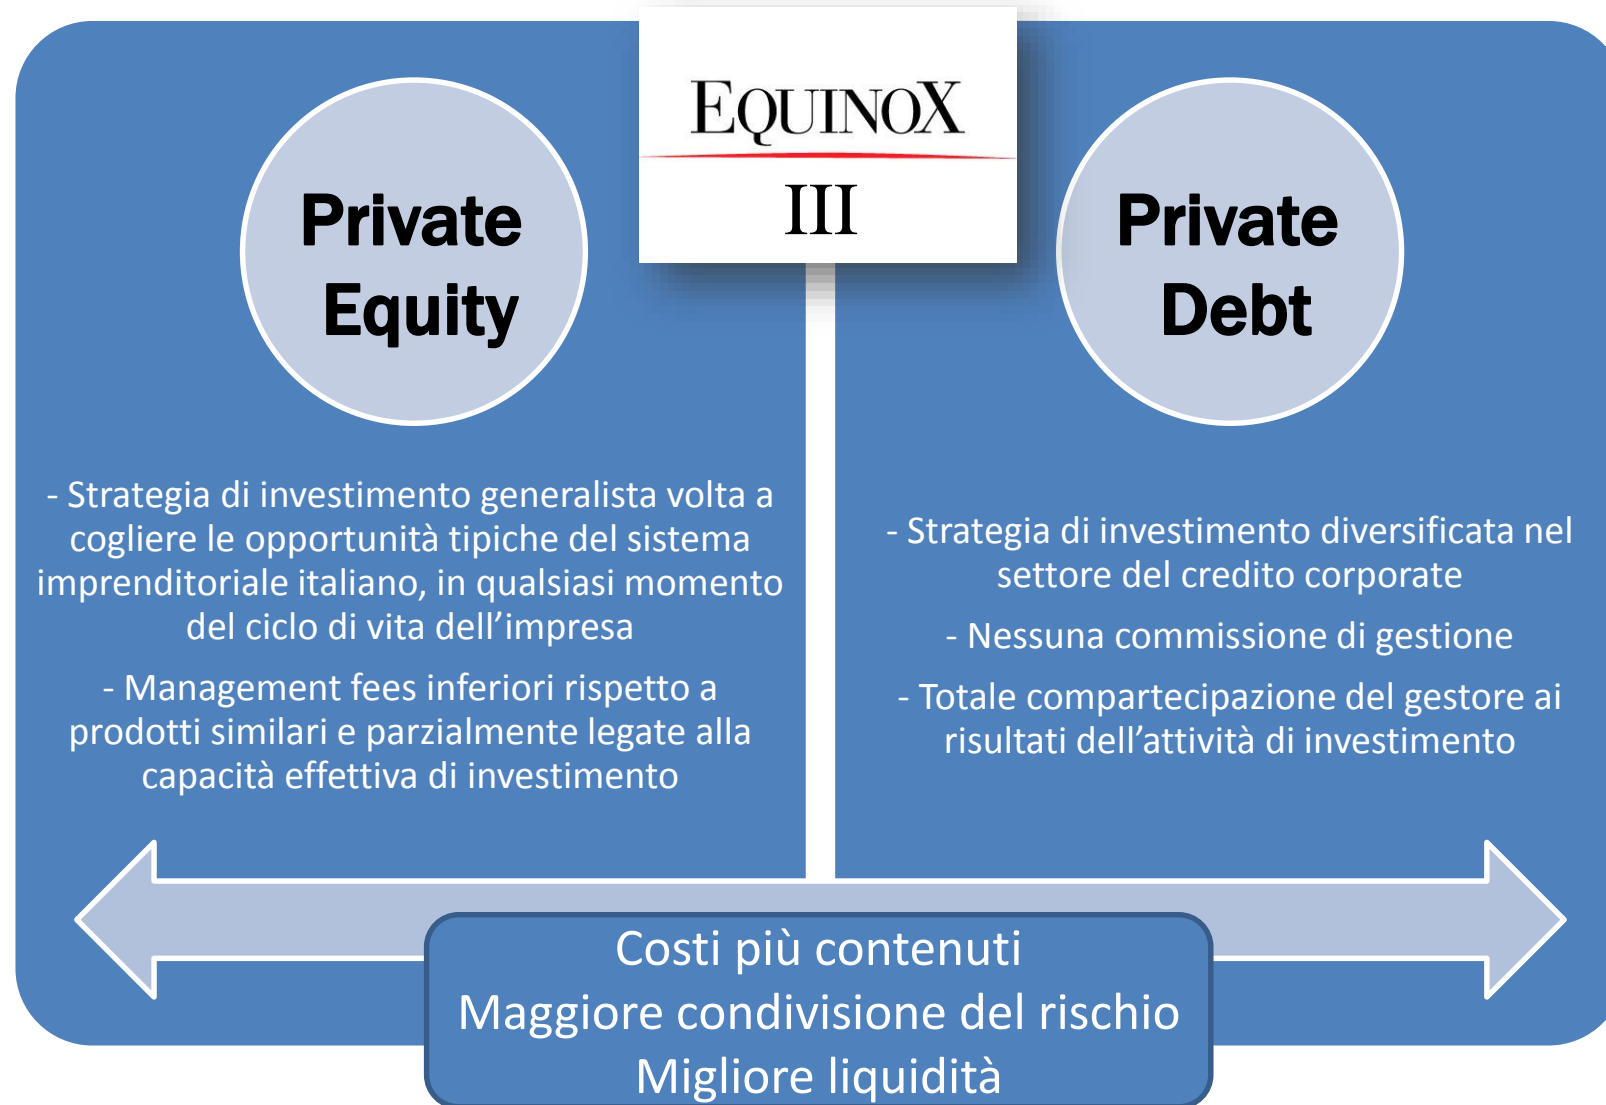 EQUINOX
III
Private
Equity
- Strategia di investimento generalista volta a
cogliere le opportunità tipiche del sistema
imprenditoriale italiano, in qualsiasi momento
del ciclo di vita dell’impresa
- Management fees inferiori rispetto a
prodotti similari e parzialmente legate alla
capacità effettiva di investimento
Private
Debt
- Strategia di investimento diversificata nel
settore del credito corporate
- Nessuna commissione di gestione
- Totale compartecipazione del gestore ai
risultati dell’attività di investimento
Costi più contenuti
Maggiore condivisione del rischio
Migliore liquidità